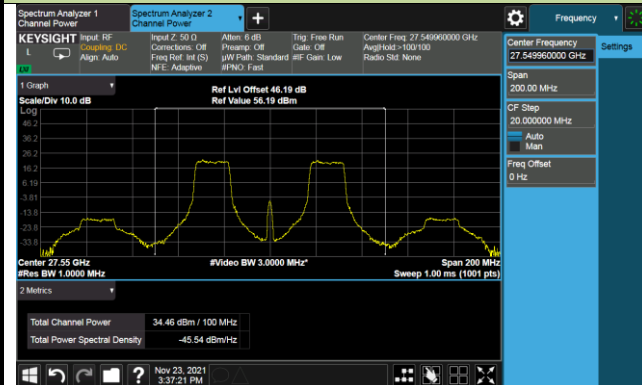 Spectrum Analyzer 1
Channel Power
Spectrum Analyzer 2
Channel Power
Frequency
KEYSIGHT
L
Input: RF
Coupling: DC
Align: Auto
Input Z: 50 Ω
Corrections: Off
Freq Ref: Int (S)
NFE: Adaptive
Atten: 6 dB
Preamp: Off
µW Path: Standard
#PNO: Fast
Trig: Free Run
Gate: Off
#IF Gain: Low
Center Freq: 27.549960000 GHz
Avg|Hold:>100/100
Radio Std: None
1 Graph
Scale/Div 10.0 dB
Ref Lvl Offset 46.19 dB
Ref Value 56.19 dBm
Log
46.2
36.2
26.2
16.2
6.19
-3.81
-13.8
-23.8
-33.8
Center 27.55 GHz
#Res BW 1.0000 MHz
#Video BW 3.0000 MHz*
Span 200 MHz
Sweep 1.00 ms (1001 pts)
2 Metrics
Total Channel Power 34.46 dBm / 100 MHz
Total Power Spectral Density -45.54 dBm/Hz
Nov 23, 2021
3:37:21 PM
Center Frequency
27.549960000 GHz
Settings
Span
200.00 MHz
CF Step
20.000000 MHz
Auto
Man
Freq Offset
0 Hz